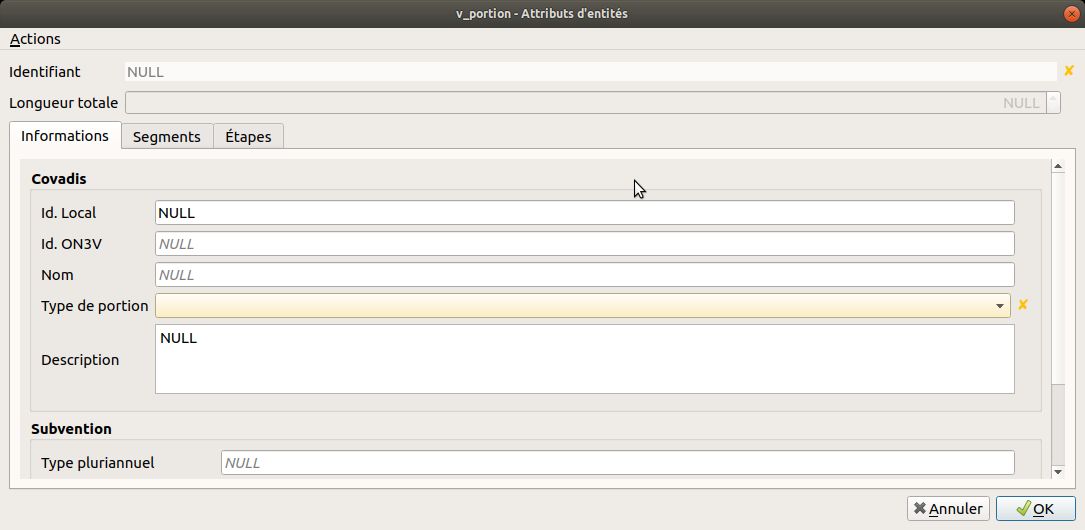 v_portion - Attributs d'entités
Actions
Identifiant NULL
Longueur totale NULL
Informations Segments Étapes
Covadis
Id. Local NULL
Id. ON3V NULL
Nom NULL
Type de portion
Description NULL
Subvention
Type pluriannuel NULL
Annuler OK